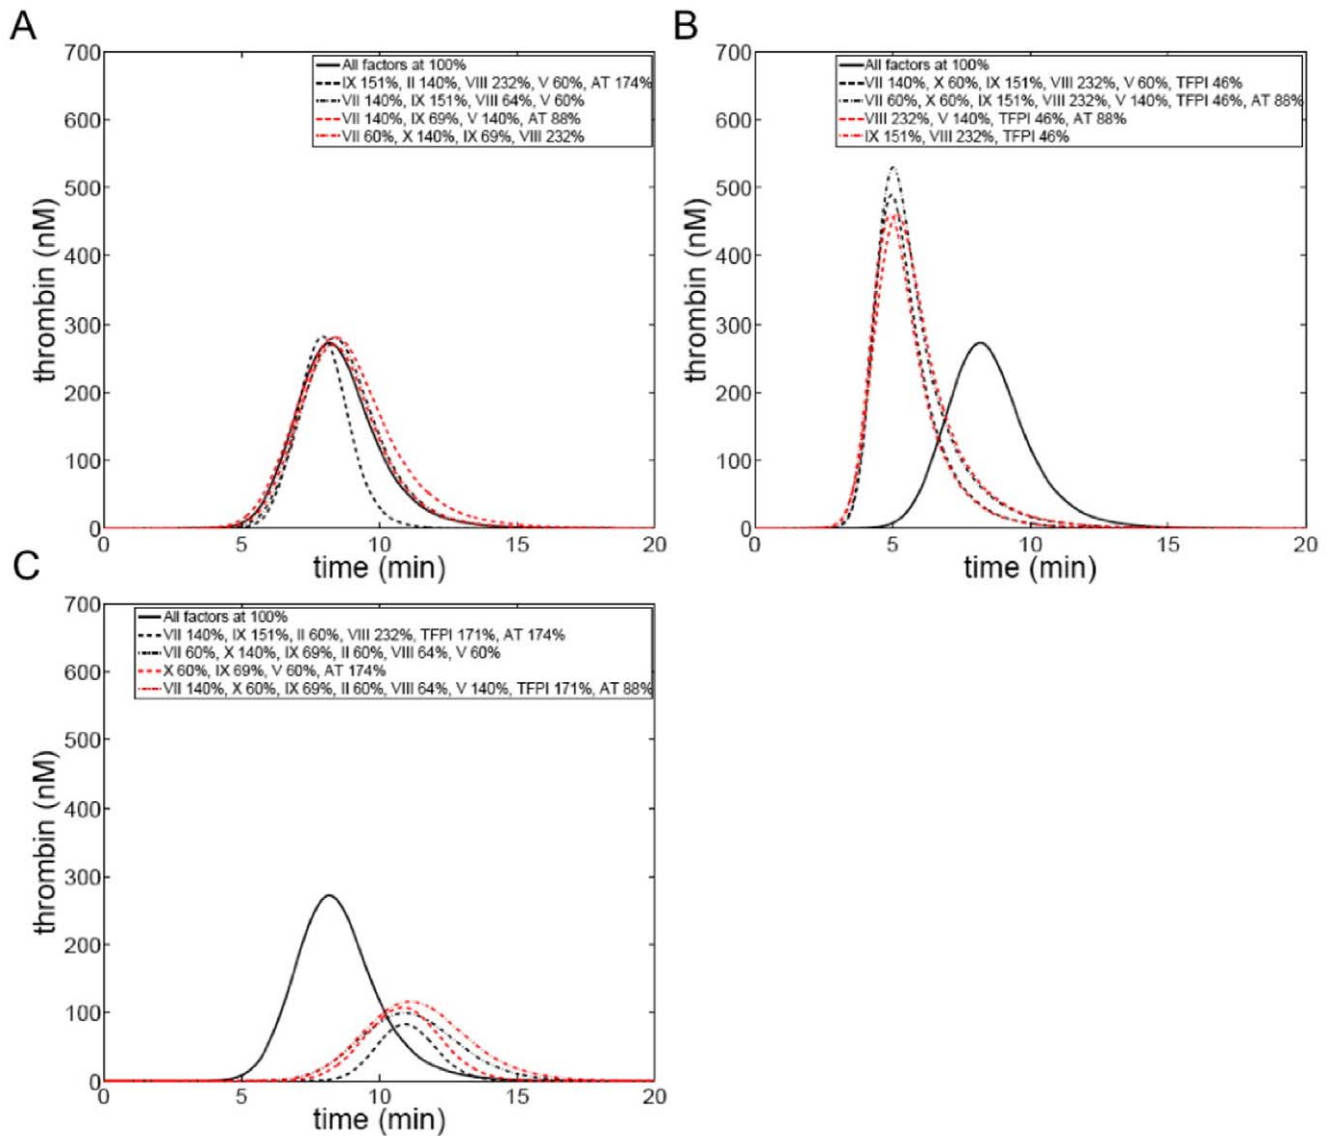 A
700
600
500
400
300
200
100
0
0 5 10 15 20
thrombin (nM)
time (min)
All factors at 100%
IX 151%, II 140%, VIII 232%, V 60%, AT 174%
VII 140%, IX 151%, VIII 64%, V 60%
VII 140%, IX 69%, V 140%, AT 88%
VII 60%, X 140%, IX 69%, VIII 232%
B
700
600
500
400
300
200
100
0
0 5 10 15 20
thrombin (nM)
time (min)
All factors at 100%
VII 140%, X 60%, IX 151%, VIII 232%, V 60%, TFPI 46%
VII 60%, X 60%, IX 151%, VIII 232%, V 140%, TFPI 46%, AT 88%
VIII 232%, V 140%, TFPI 46%, AT 88%
IX 151%, VIII 232%, TFPI 46%
C
700
600
500
400
300
200
100
0
0 5 10 15 20
thrombin (nM)
time (min)
All factors at 100%
VII 140%, IX 151%, II 60%, VIII 232%, TFPI 171%, AT 174%
VII 60%, X 140%, IX 69%, II 60%, VIII 64%, V 60%
X 60%, IX 69%, V 60%, AT 174%
VII 140%, X 60%, IX 69%, II 60%, VIII 64%, V 140%, TFPI 171%, AT 88%